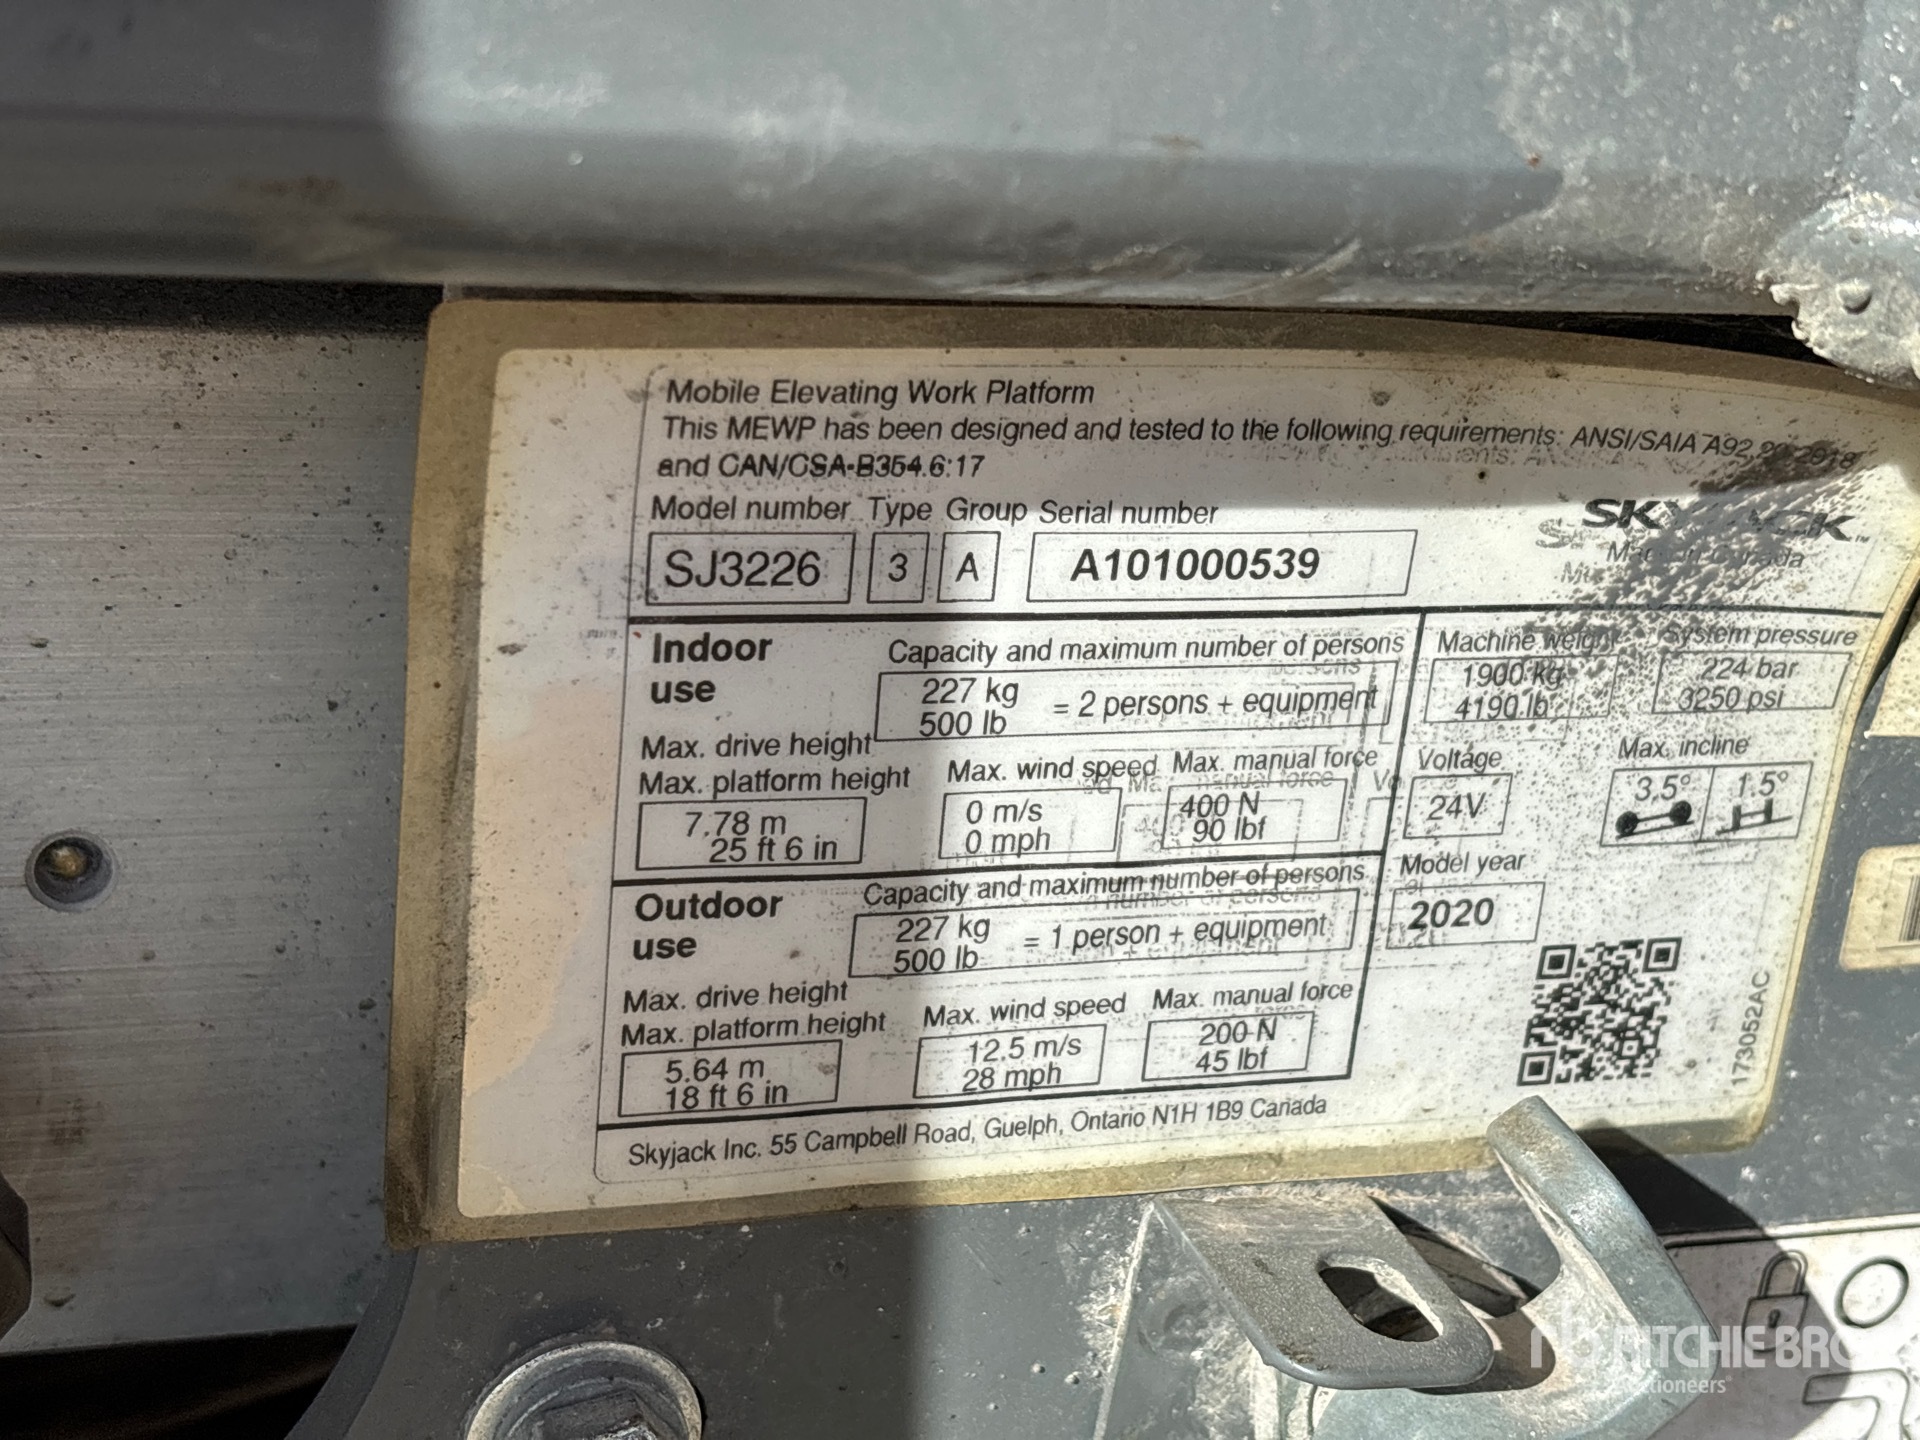 Mobile Elevating Work Platform
This MEWP has been designed and tested to the following requirements: ANSI/SAIA A92.20 2018
and CAN/CSA-B354.6:17
Model number Type Group Serial number
SJ3226 3 A A101000539
SKYJACK
Made in Canada
Indoor use
Capacity and maximum number of persons
227 kg
500 lb
= 2 persons + equipment
Max. drive height
Max. platform height
7.78 m
25 ft 6 in
Max. wind speed
0 m/s
0 mph
Max. manual force
400 N
90 lbf
Machine weight
1900 kg
4190 lb
System pressure
224 bar
3250 psi
Voltage
24V
Max. incline
3.5° 1.5°
Model year
2020
Outdoor use
Capacity and maximum number of persons
227 kg
500 lb
= 1 person + equipment
Max. drive height
Max. platform height
5.64 m
18 ft 6 in
Max. wind speed
12.5 m/s
28 mph
Max. manual force
200 N
45 lbf
173052AC
Skyjack Inc. 55 Campbell Road, Guelph, Ontario N1H 1B9 Canada
RITCHIE BRO
Auctioneers